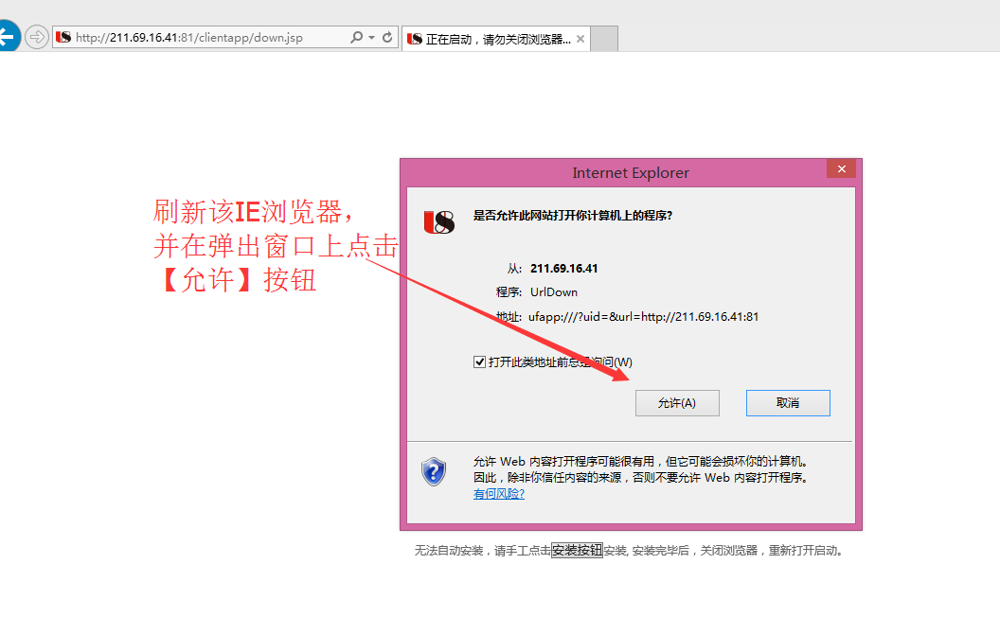 http://211.69.16.41:81/clientapp/down.jsp
正在启动，请勿关闭浏览器...
Internet Explorer
刷新该IE浏览器，
并在弹出窗口上点击
【允许】按钮
是否允许此网站打开你计算机上的程序?
从: 211.69.16.41
程序: UrlDown
地址: ufapp:///?uid=&url=http://211.69.16.41:81
打开此类地址前总是询问(W)
允许(A)
取消
允许 Web 内容打开程序可能很有用，但它可能会损坏你的计算机。
因此，除非你信任内容的来源，否则不要允许 Web 内容打开程序。
有何风险?
无法自动安装，请手工点击安装按钮安装, 安装完毕后，关闭浏览器，重新打开启动。